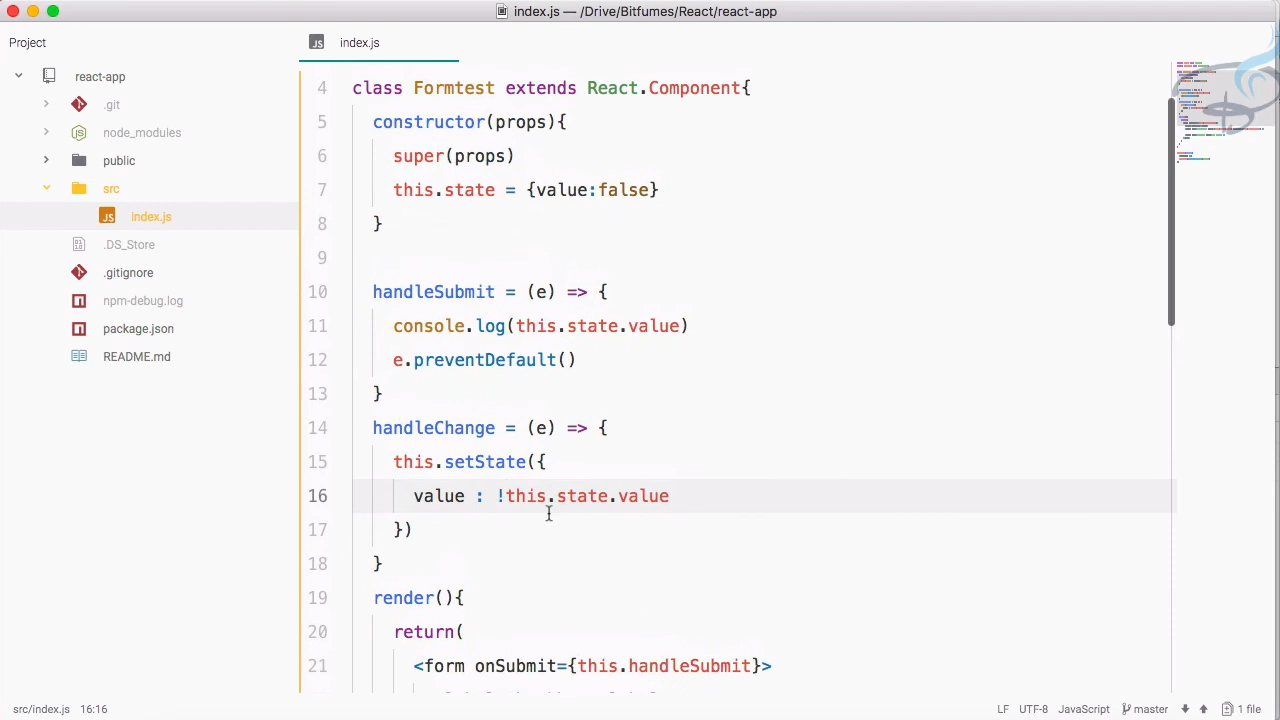 index.js — /Drive/Bitfumes/React/react-app
Project
JS index.js
react-app
.git
node_modules
public
src
JS index.js
.DS_Store
.gitignore
npm-debug.log
package.json
README.md
4 class Formtest extends React.Component{
5 constructor(props){
6 super(props)
7 this.state = {value:false}
8 }
9
10 handleSubmit = (e) => {
11 console.log(this.state.value)
12 e.preventDefault()
13 }
14 handleChange = (e) => {
15 this.setState({
16 value : !this.state.value
17 })
18 }
19 render(){
20 return(
21 <form onSubmit={this.handleSubmit}>
src/index.js 16:16 LF UTF-8 JavaScript master 1 file